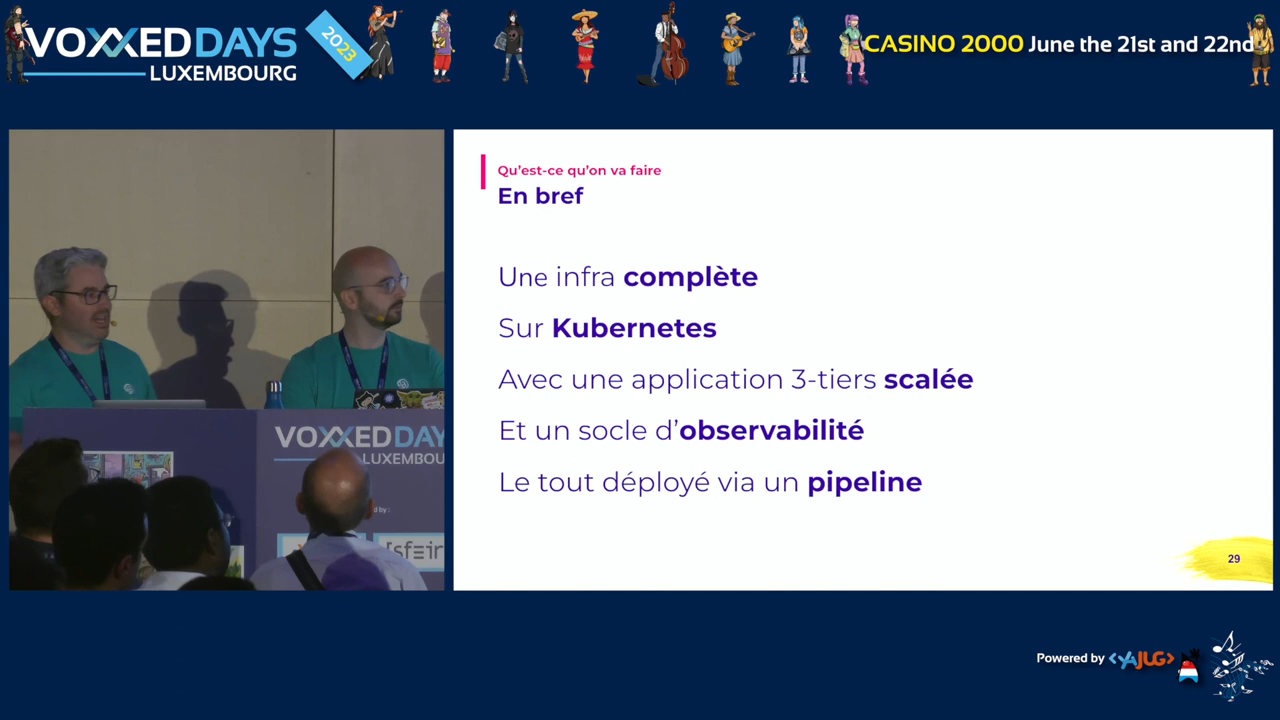 VOXXED DAYS
LUXEMBOURG
2023
CASINO 2000 June the 21st and 22nd
Qu'est-ce qu'on va faire
En bref
Une infra complète
Sur Kubernetes
Avec une application 3-tiers scalée
Et un socle d'observabilité
Le tout déployé via un pipeline
29
VOXXED DAY
LUXEMBOU
d by :
[sfeir
Powered by <YAJUG>